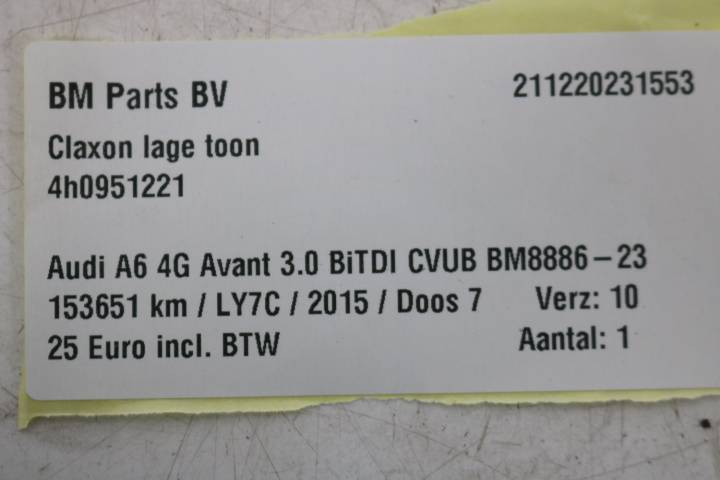 BM Parts BV 211220231553
Claxon lage toon
4h0951221
Audi A6 4G Avant 3.0 BiTDI CVUB BM8886-23
153651 km / LY7C / 2015 / Doos 7 Verz: 10
25 Euro incl. BTW Aantal: 1